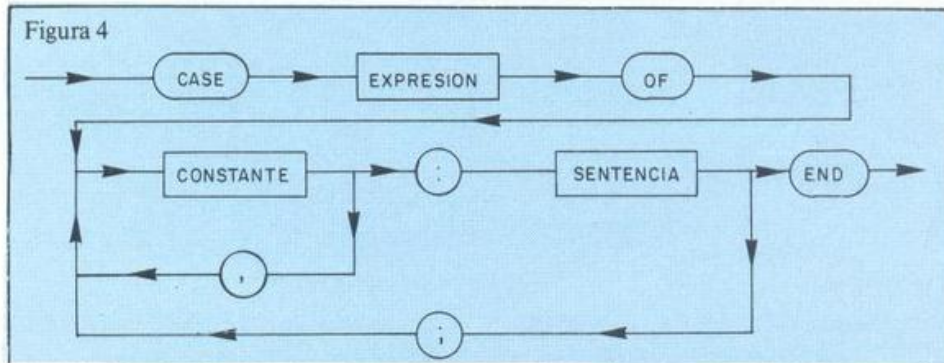 Figura 4
CASE EXPRESION OF
CONSTANTE : SENTENCIA END
,
;